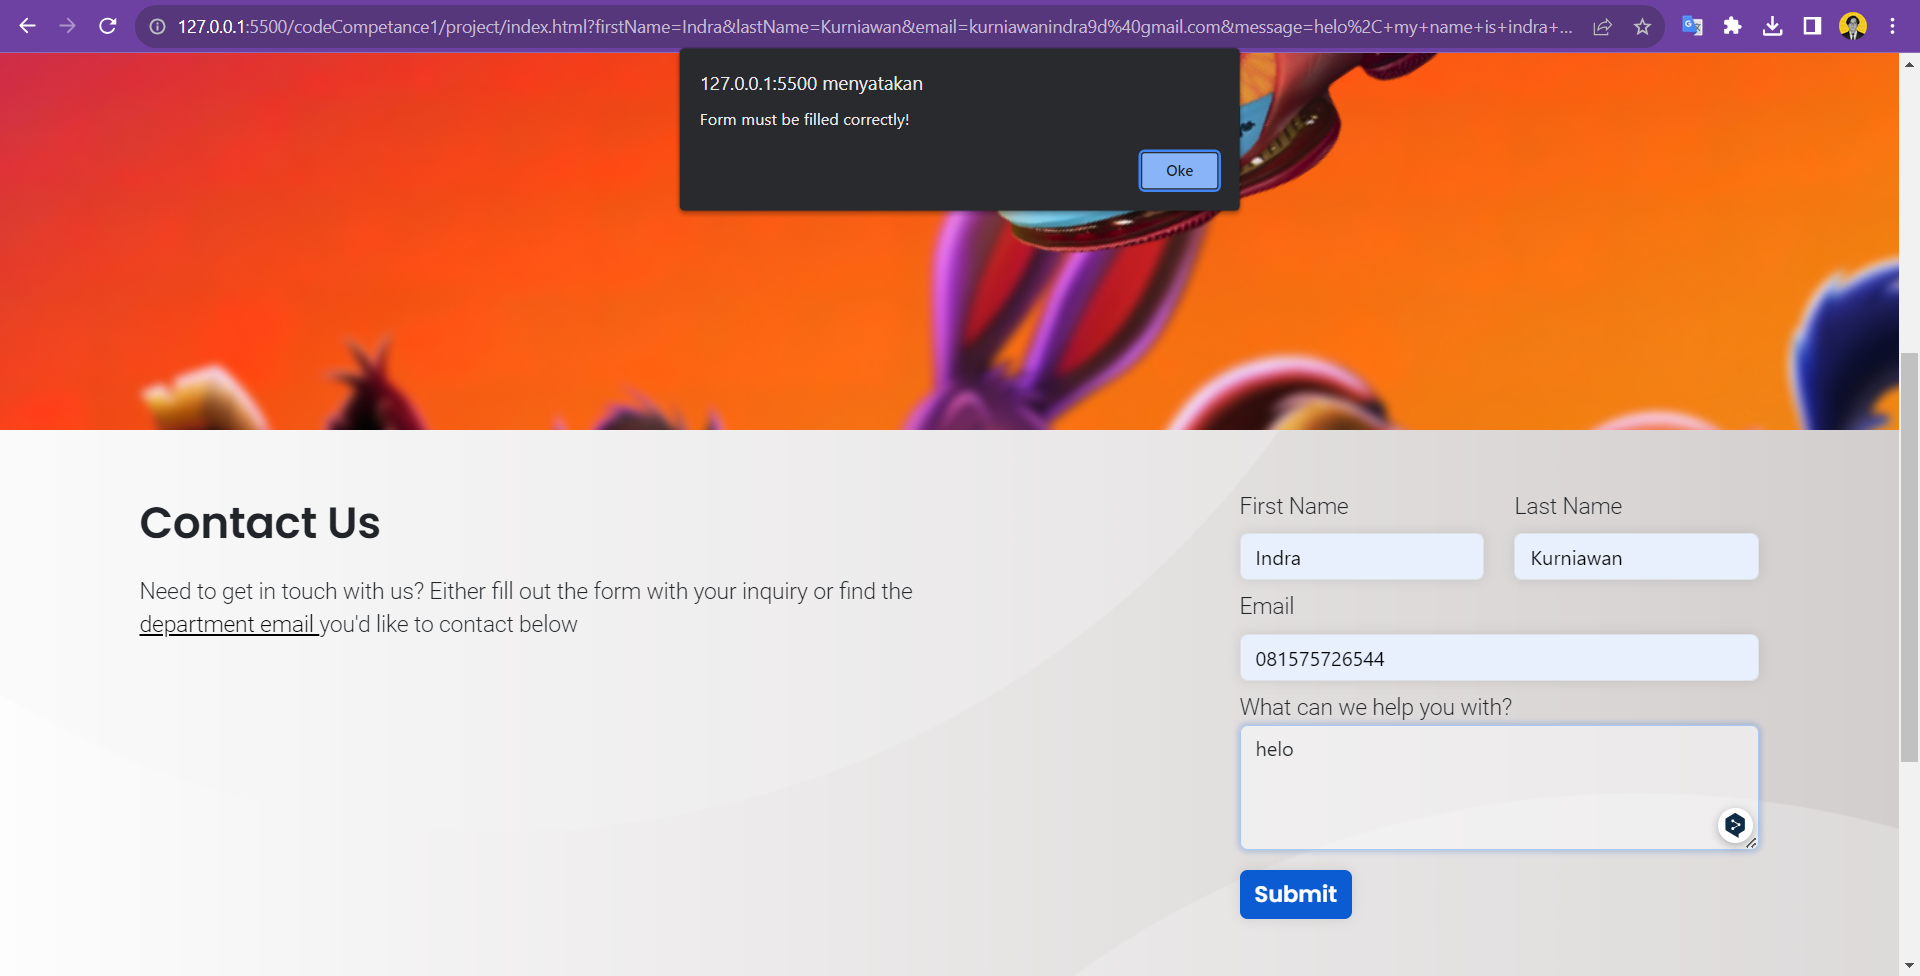 127.0.0.1:5500/codeCompetance1/project/index.html?firstName=Indra&lastName=Kurniawan&email=kurniawanindra9d%40gmail.com&message=helo%2C+my+name+is+indra+...
127.0.0.1:5500 menyatakan
Form must be filled correctly!
Oke
Contact Us
Need to get in touch with us? Either fill out the form with your inquiry or find the
department email you'd like to contact below
First Name
Last Name
Indra
Kurniawan
Email
081575726544
What can we help you with?
helo
Submit